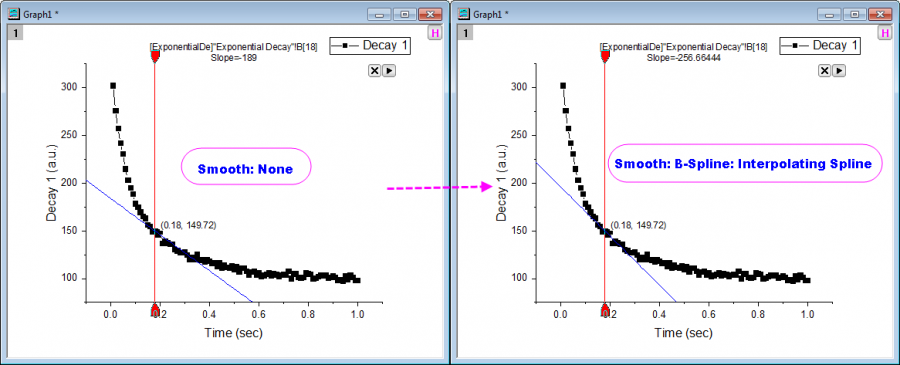 Graph1 *
1
H
[ExponentialDe]"Exponential Decay"!B[18]
Slope=-189
Decay 1
300
250
200
150
100
Decay 1 (a.u.)
Smooth: None
(0.18, 149.72)
0.0 0.2 0.4 0.6 0.8 1.0
Time (sec)
Graph1 *
1
H
[ExponentialDe]"Exponential Decay"!B[18]
Slope=-256.66444
Decay 1
300
250
200
150
100
Decay 1 (a.u.)
Smooth: B-Spline: Interpolating Spline
(0.18, 149.72)
0.0 0.2 0.4 0.6 0.8 1.0
Time (sec)